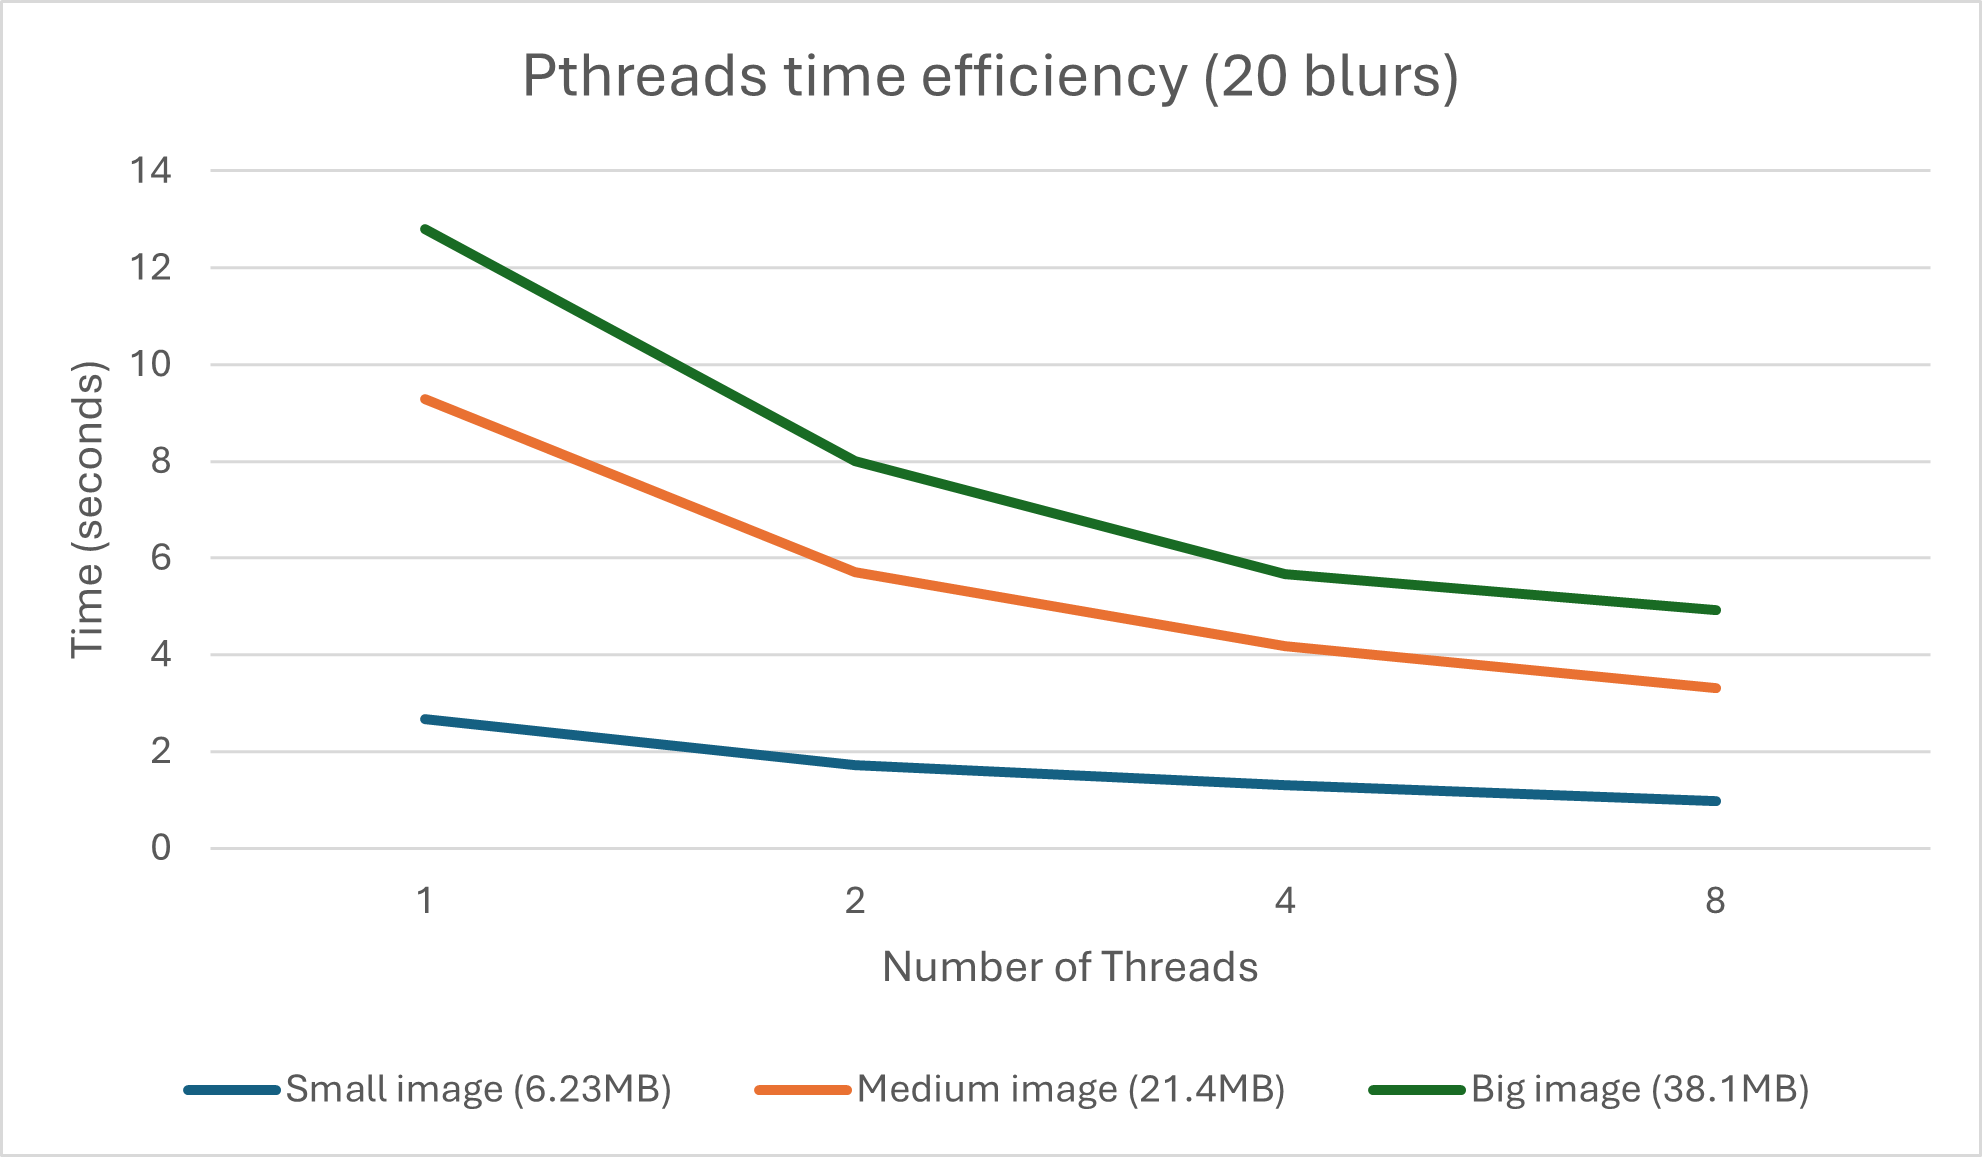 Pthreads time efficiency (20 blurs)
14
12
10
8
6
4
2
0
Time (seconds)
1 2 4 8
Number of Threads
Small image (6.23MB) Medium image (21.4MB) Big image (38.1MB)